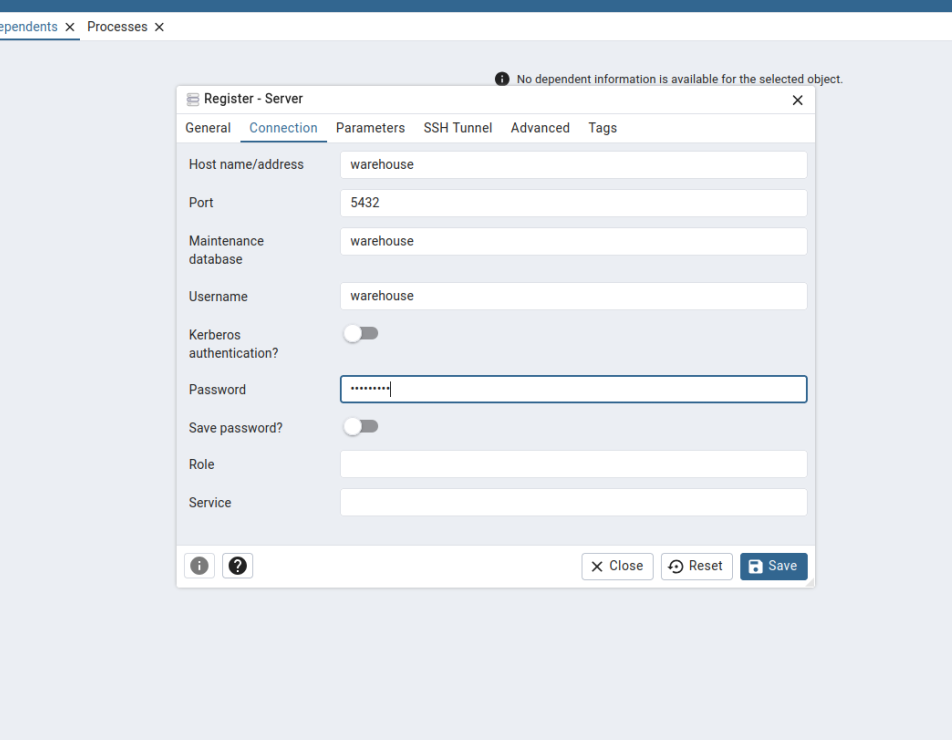 ependents
Processes
No dependent information is available for the selected object.
Register - Server
General Connection Parameters SSH Tunnel Advanced Tags
Host name/address warehouse
Port 5432
Maintenance warehouse
database
Username warehouse
Kerberos
authentication?
Password •••••••••
Save password?
Role
Service
Close Reset Save